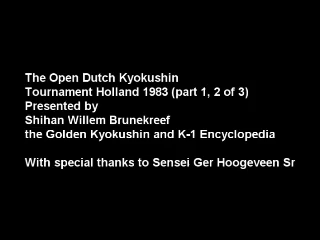 The Open Dutch Kyokushin
Tournament Holland 1983 (part 1, 2 of 3)
Presented by
Shihan Willem Brunekreef
the Golden Kyokushin and K-1 Encyclopedia
With special thanks to Sensei Ger Hoogeveen Sr